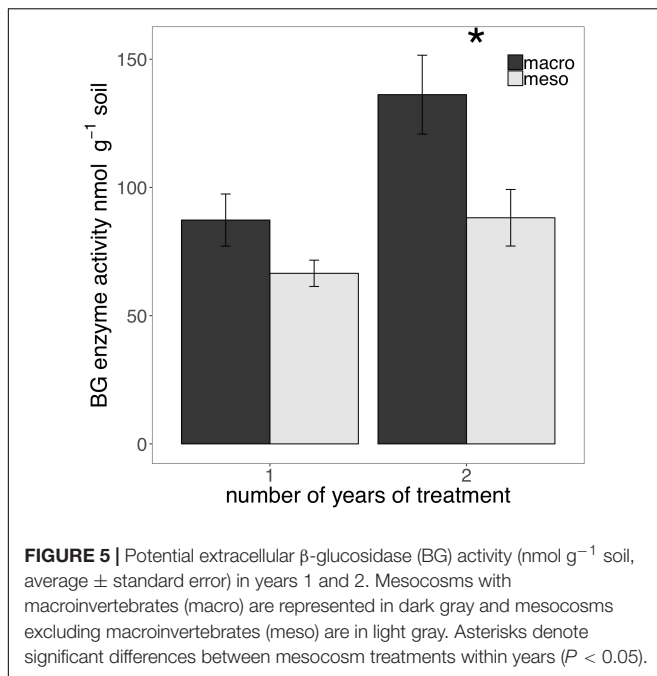 150
100
50
0
BG enzyme activity nmol g⁻¹ soil
*
macro
meso
1
2
number of years of treatment
FIGURE 5 | Potential extracellular β-glucosidase (BG) activity (nmol g⁻¹ soil,
average ± standard error) in years 1 and 2. Mesocosms with
macroinvertebrates (macro) are represented in dark gray and mesocosms
excluding macroinvertebrates (meso) are in light gray. Asterisks denote
significant differences between mesocosm treatments within years (P < 0.05).